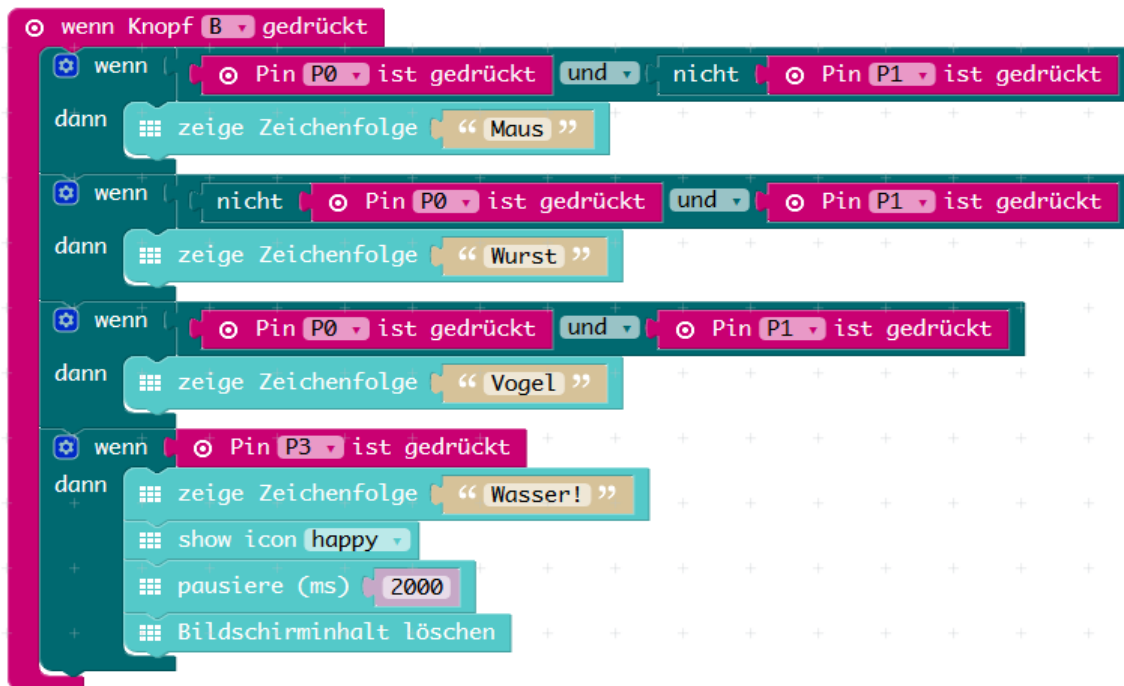 wenn Knopf B gedrückt
wenn Pin P0 ist gedrückt und nicht Pin P1 ist gedrückt
dann zeige Zeichenfolge “ Maus ”
wenn nicht Pin P0 ist gedrückt und Pin P1 ist gedrückt
dann zeige Zeichenfolge “ Wurst ”
wenn Pin P0 ist gedrückt und Pin P1 ist gedrückt
dann zeige Zeichenfolge “ Vogel ”
wenn Pin P3 ist gedrückt
dann zeige Zeichenfolge “ Wasser! ”
show icon happy
pausiere (ms) 2000
Bildschirminhalt löschen